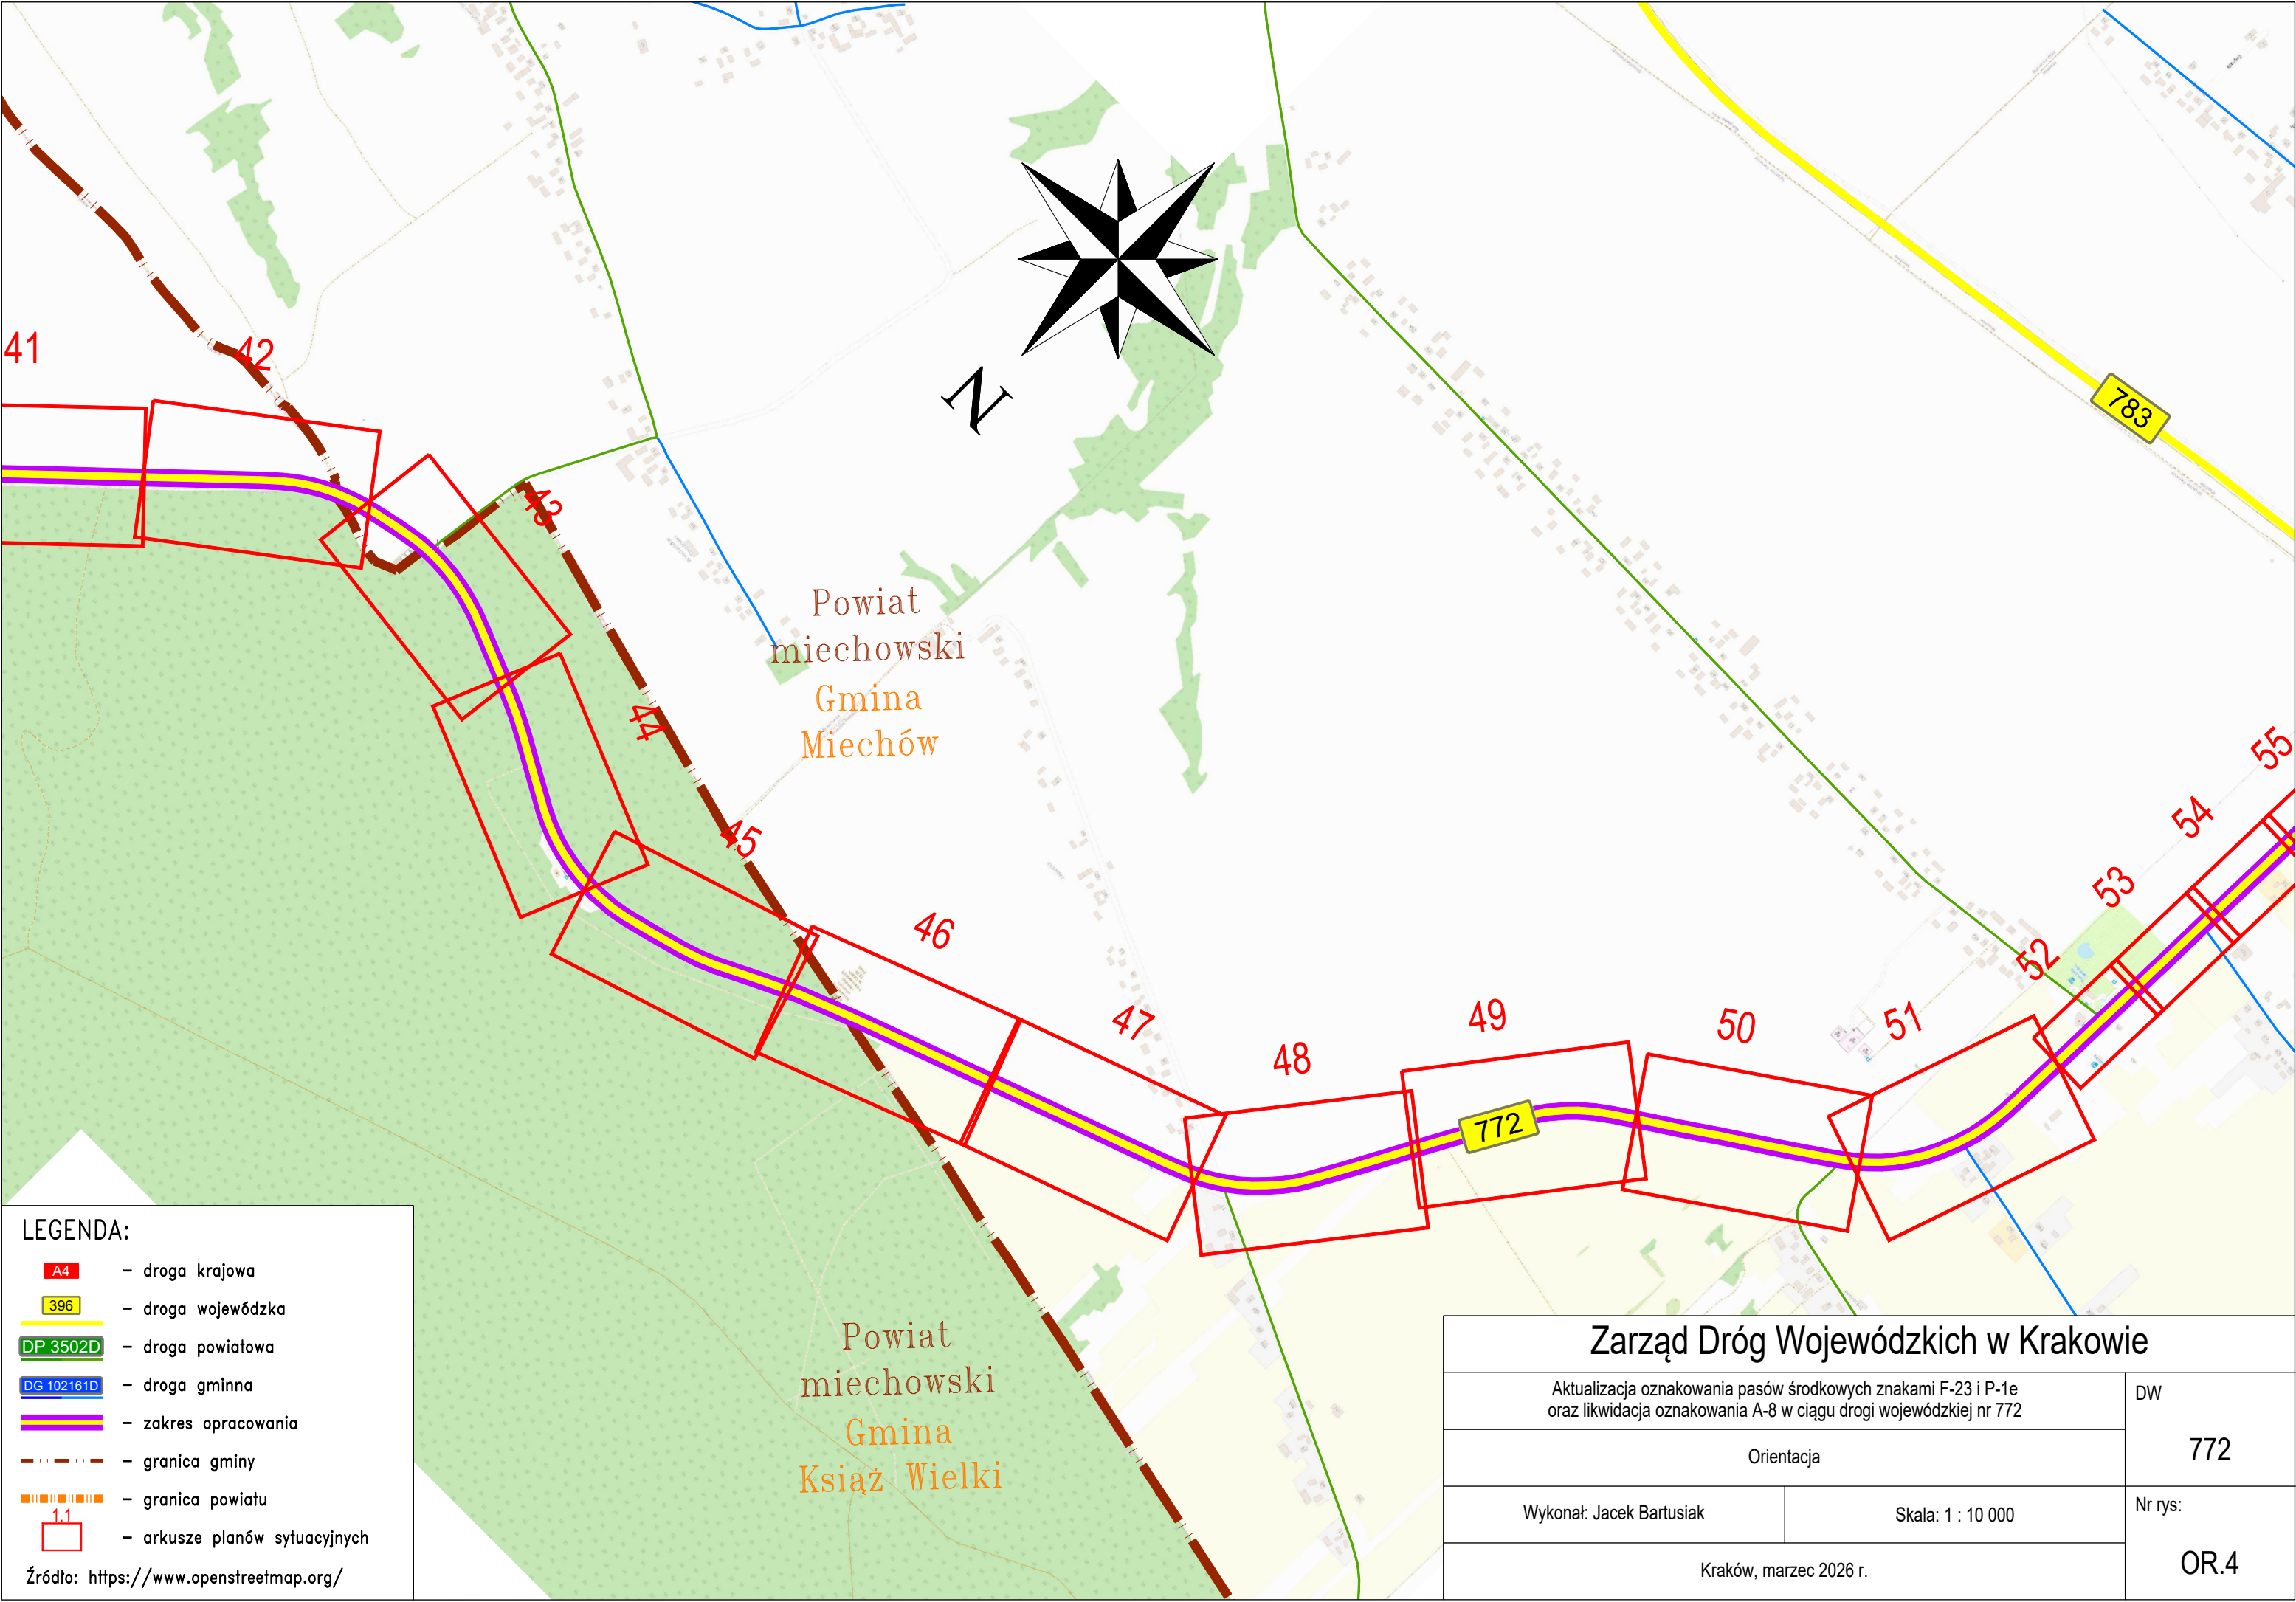 41
42
43
44
45
46
47
48
49
50
51
52
53
54
55
N
783
772
Powiat
miechowski
Gmina
Miechów
Powiat
miechowski
Gmina
Książ Wielki
LEGENDA:
A4 – droga krajowa
396 – droga wojewódzka
DP 3502D – droga powiatowa
DG 102161D – droga gminna
– zakres opracowania
– granica gminy
– granica powiatu
1.1
– arkusze planów sytuacyjnych
Źródło: https://www.openstreetmap.org/
Zarząd Dróg Wojewódzkich w Krakowie
Aktualizacja oznakowania pasów środkowych znakami F-23 i P-1e
oraz likwidacja oznakowania A-8 w ciągu drogi wojewódzkiej nr 772
Orientacja
Wykonał: Jacek Bartusiak
Skala: 1 : 10 000
Kraków, marzec 2026 r.
DW
772
Nr rys:
OR.4